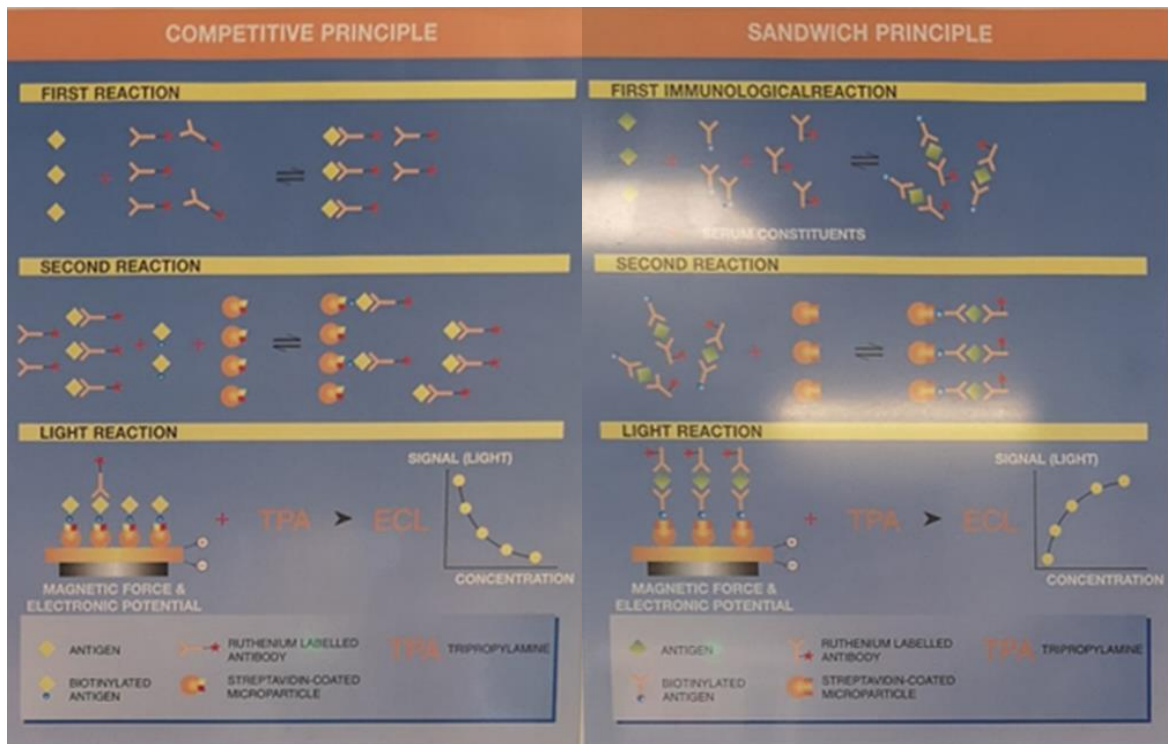 COMPETITIVE PRINCIPLE
FIRST REACTION
SECOND REACTION
LIGHT REACTION
SIGNAL (LIGHT)
TPA
ECL
CONCENTRATION
MAGNETIC FORCE &
ELECTRONIC POTENTIAL
ANTIGEN
RUTHENIUM LABELLED
ANTIBODY
TPA TRIPROPYLAMINE
BIOTINYLATED
ANTIGEN
STREPTAVIDIN-COATED
MICROPARTICLE
SANDWICH PRINCIPLE
FIRST IMMUNOLOGICALREACTION
SERUM CONSTITUENTS
SECOND REACTION
LIGHT REACTION
SIGNAL (LIGHT)
TPA
ECL
CONCENTRATION
MAGNETIC FORCE &
ELECTRONIC POTENTIAL
ANTIGEN
RUTHENIUM LABELLED
ANTIBODY
TPA TRIPROPYLAMINE
BIOTINYLATED
ANTIGEN
STREPTAVIDIN-COATED
MICROPARTICLE